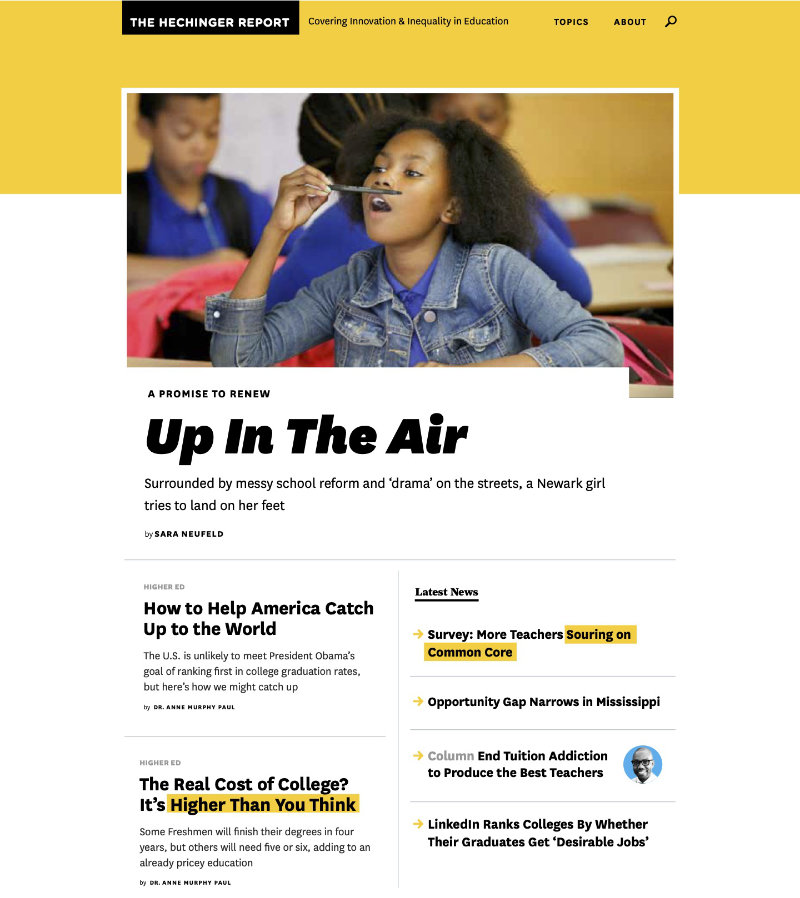 THE HECHINGER REPORT
Covering Innovation & Inequality in Education
TOPICS
ABOUT
A PROMISE TO RENEW
Up In The Air
Surrounded by messy school reform and ‘drama’ on the streets, a Newark girl
tries to land on her feet
by SARA NEUFELD
HIGHER ED
How to Help America Catch
Up to the World
The U.S. is unlikely to meet President Obama’s
goal of ranking first in college graduation rates,
but here’s how we might catch up
by DR. ANNE MURPHY PAUL
HIGHER ED
The Real Cost of College?
It’s Higher Than You Think
Some Freshmen will finish their degrees in four
years, but others will need five or six, adding to an
already pricey education
by DR. ANNE MURPHY PAUL
Latest News
Survey: More Teachers Souring on
Common Core
Opportunity Gap Narrows in Mississippi
Column End Tuition Addiction
to Produce the Best Teachers
LinkedIn Ranks Colleges By Whether
Their Graduates Get ‘Desirable Jobs’